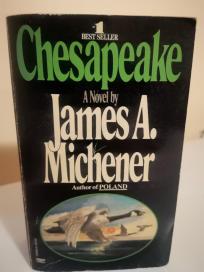 #1
BEST SELLER
Chesapeake
A Novel by
James A.
Michener
Author of POLAND